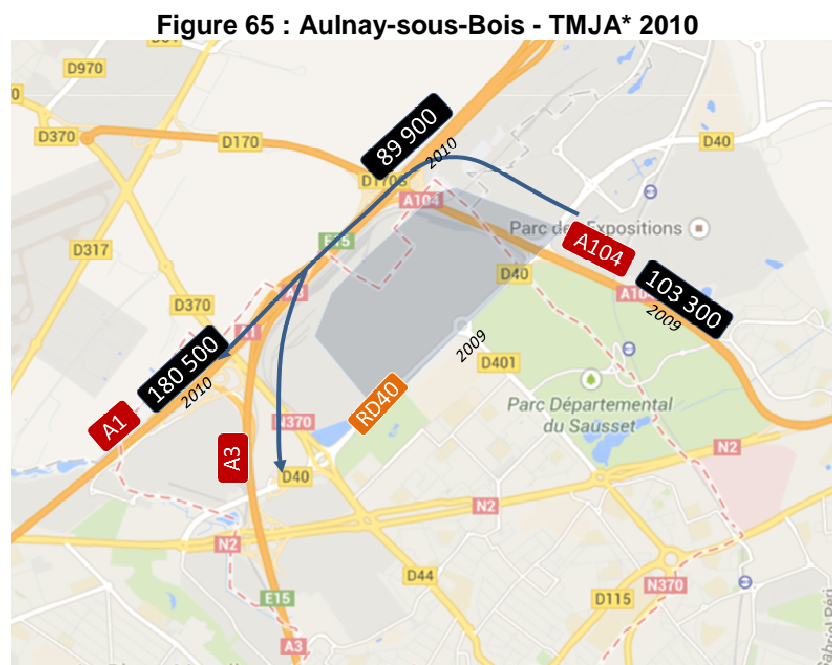 Figure 65 : Aulnay-sous-Bois - TMJA* 2010
D970
D370
D170
89 900
2010
D40
A104
Parc des Expositions
D317
E15
A104
103 300
2009
D40
D370
2009
D401
180 500
2010
Parc Départemental
du Sausset
A1
RD40
N370
A3
D40
N2
N2
N2
D44
N370
E15
D115
A3